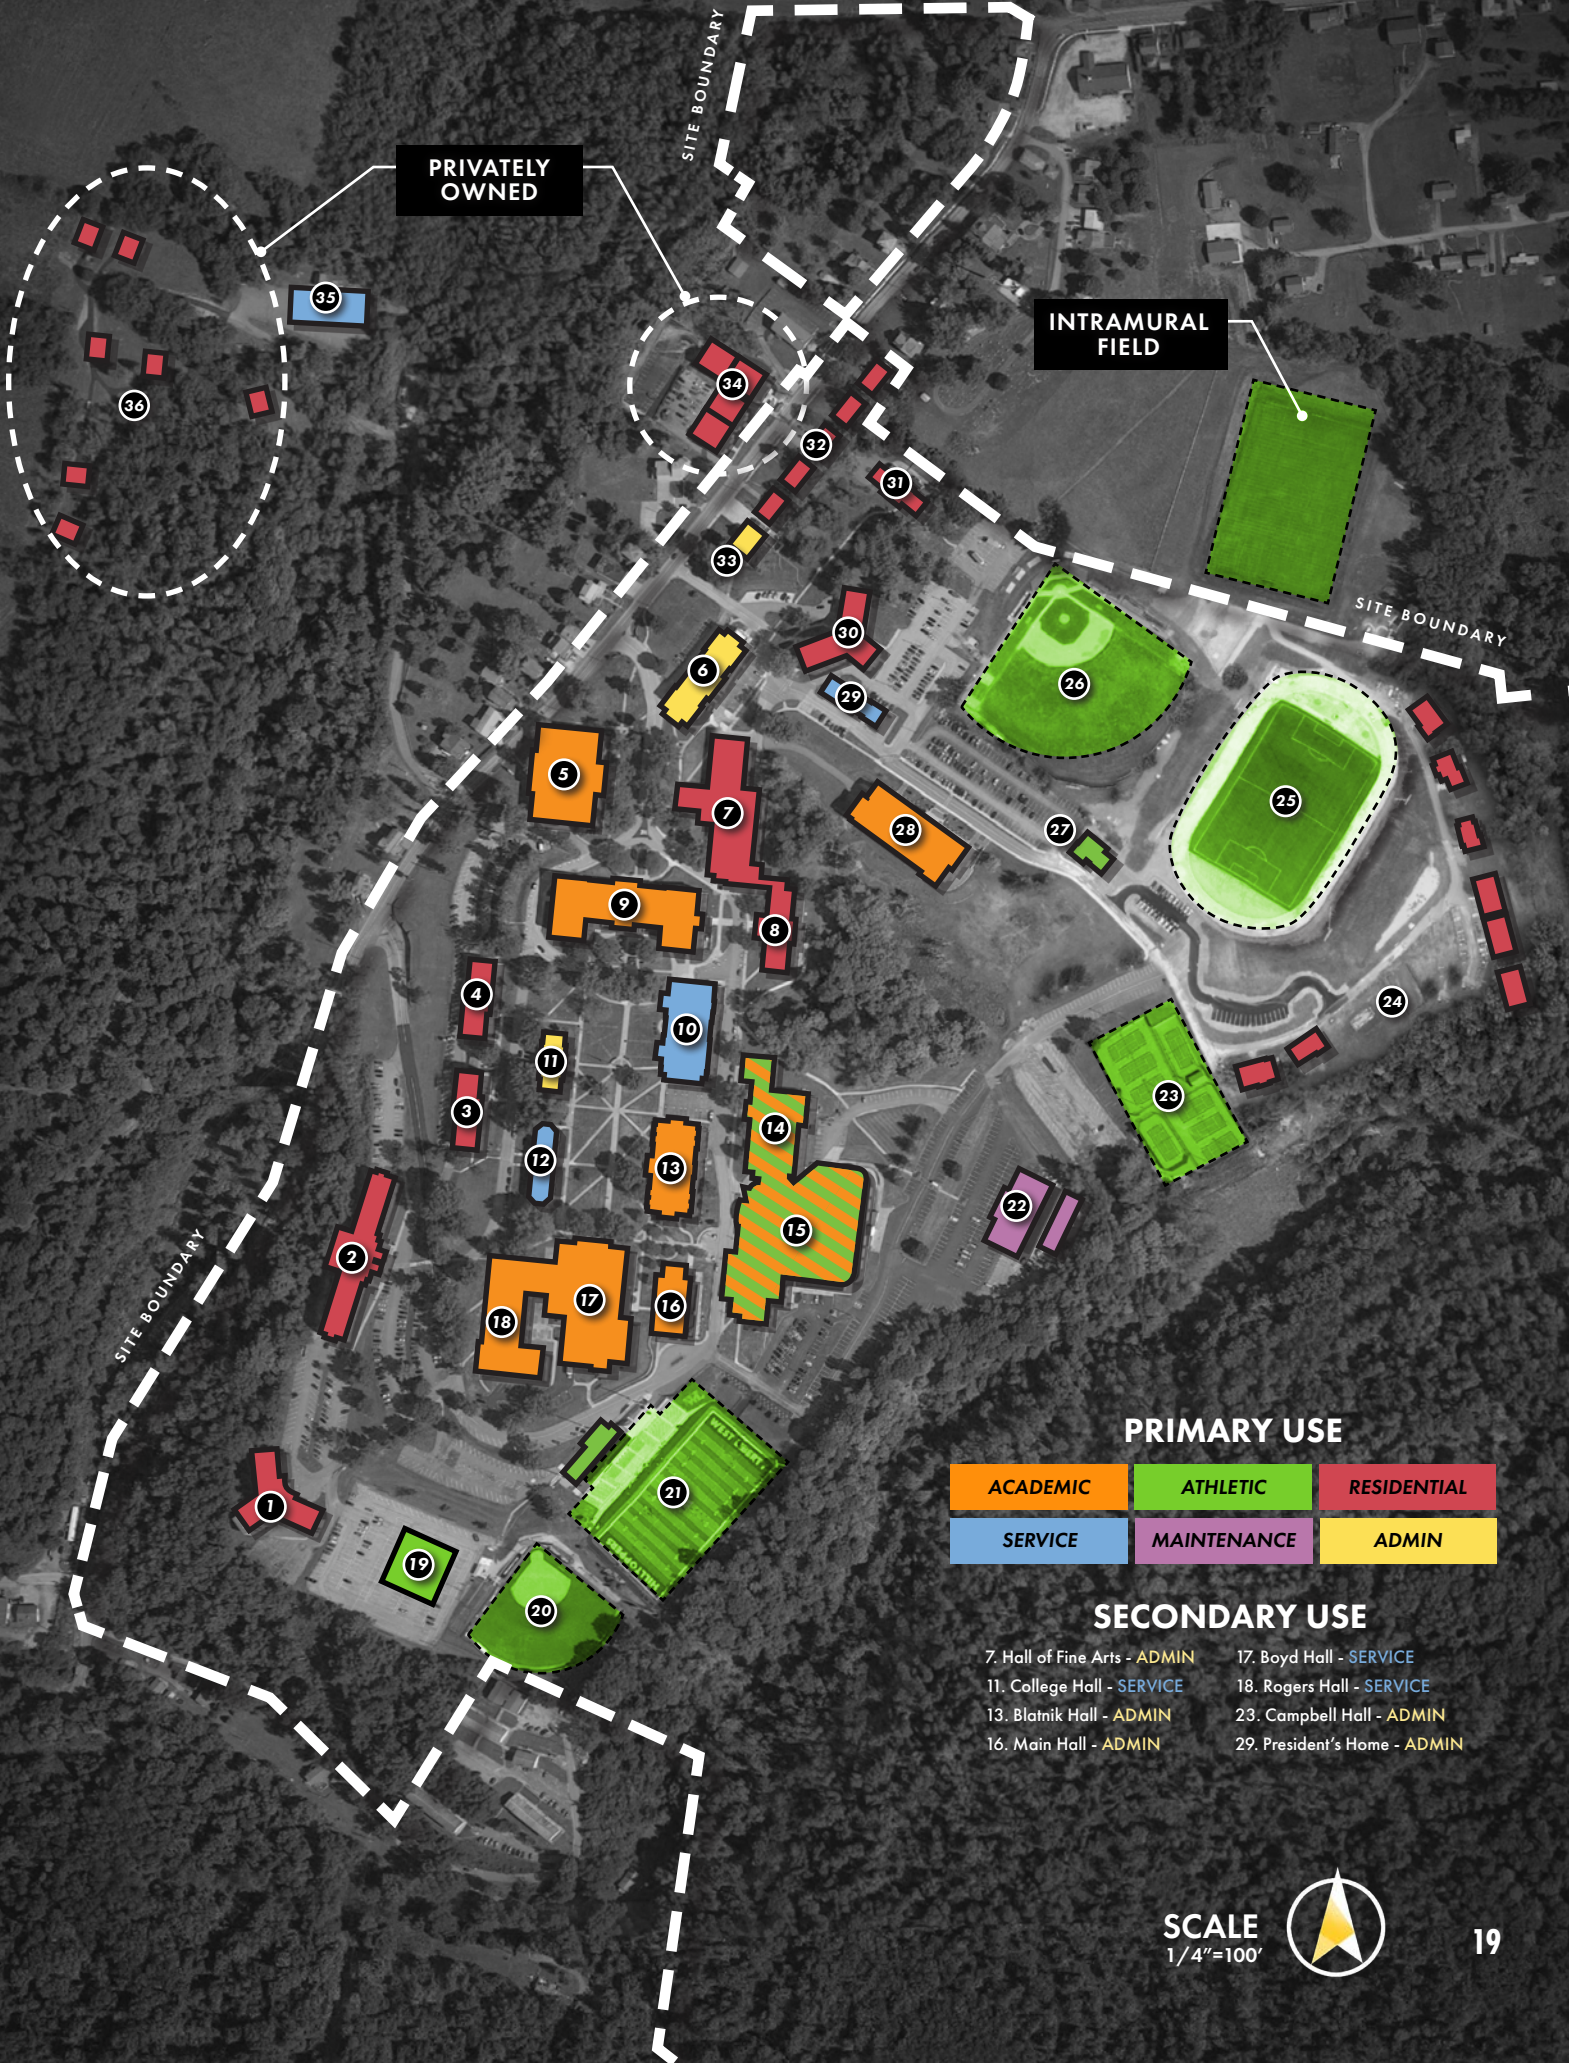 SITE BOUNDARY
PRIVATELY
OWNED
35
36
34
INTRAMURAL
FIELD
32
31
33
SITE BOUNDARY
30
6
29
26
5
7
28
27
25
9
8
4
10
24
11
3
14
23
12
13
22
15
2
SITE BOUNDARY
17
16
18
WEST LIBERTY
21
HILLTOPPERS
1
19
20
PRIMARY USE
ACADEMIC
ATHLETIC
RESIDENTIAL
SERVICE
MAINTENANCE
ADMIN
SECONDARY USE
7. Hall of Fine Arts - ADMIN
11. College Hall - SERVICE
13. Blatnik Hall - ADMIN
16. Main Hall - ADMIN
17. Boyd Hall - SERVICE
18. Rogers Hall - SERVICE
23. Campbell Hall - ADMIN
29. President's Home - ADMIN
SCALE
1/4"=100'
19